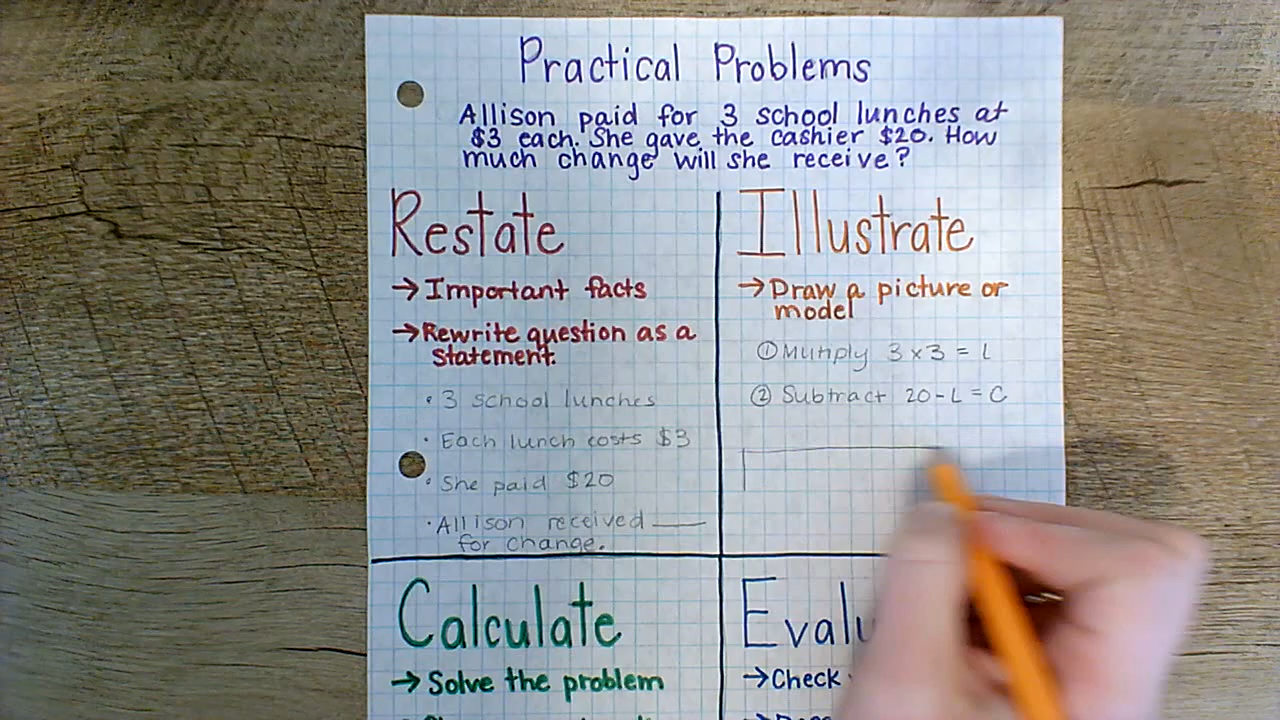 Practical Problems
Allison paid for 3 school lunches at
$3 each. She gave the cashier $20. How
much change will she receive?
Restate
→ Important facts
→ Rewrite question as a
statement.
• 3 school lunches
• Each lunch costs $3
• She paid $20
• Allison received ____
for change.
Illustrate
→ Draw a picture or
model
① Multiply 3 x 3 = L
② Subtract 20 - L = C
Calculate
→ Solve the problem
→ Check